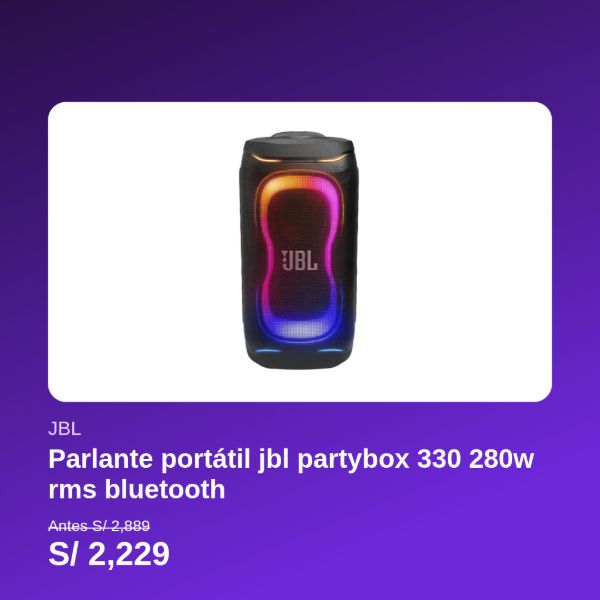 JBL
JBL
Parlante portátil jbl partybox 330 280w
rms bluetooth
Antes S/ 2,889
S/ 2,229